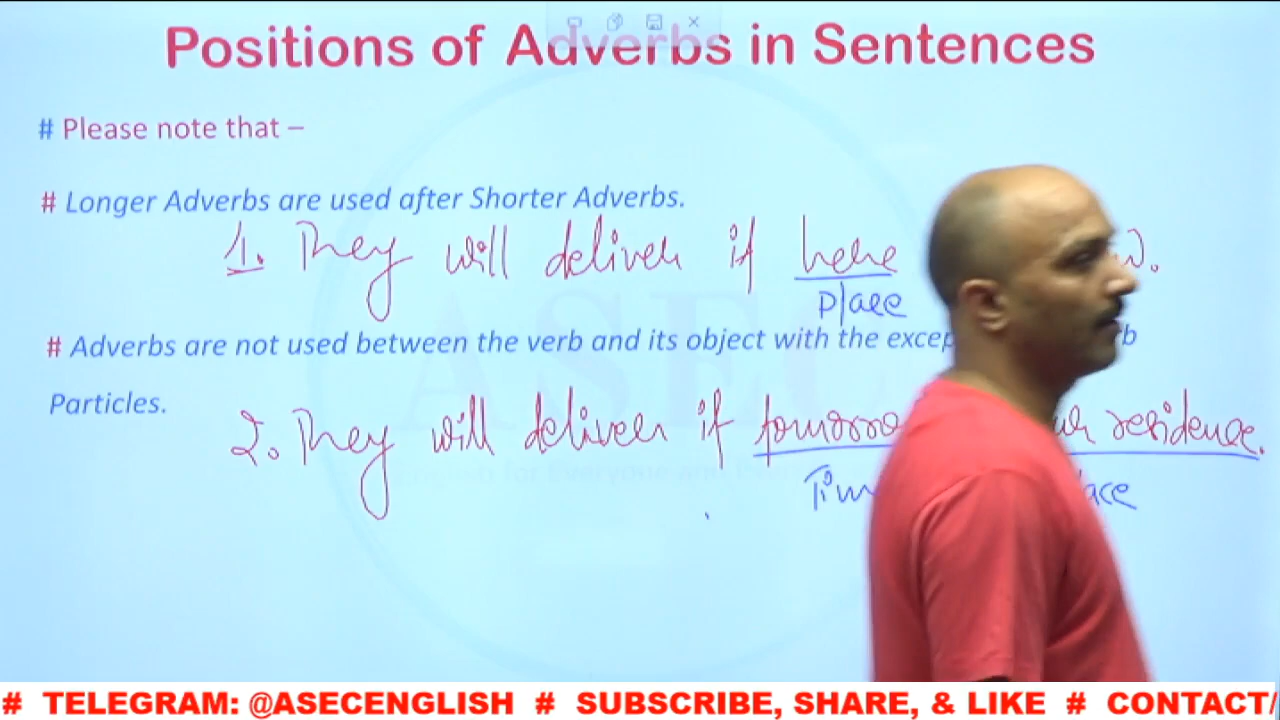 Positions of Adverbs in Sentences
# Please note that –
# Longer Adverbs are used after Shorter Adverbs.
1. They will deliver it here
place
# Adverbs are not used between the verb and its object with the
Particles.
2. They will deliver it residence.
ASEC
# TELEGRAM: @ASECENGLISH # SUBSCRIBE, SHARE, & LIKE # CONTACT/